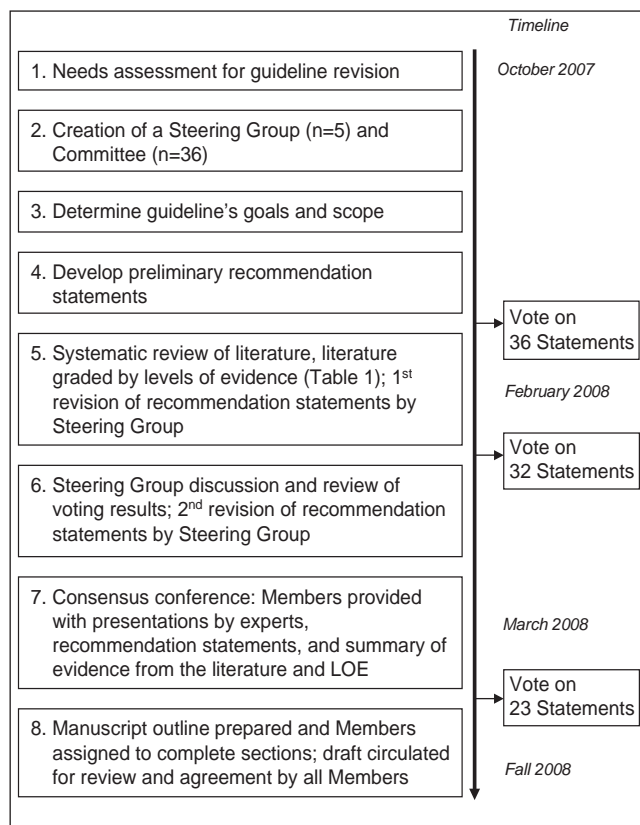 Timeline
1. Needs assessment for guideline revision
October 2007
2. Creation of a Steering Group (n=5) and
Committee (n=36)
3. Determine guideline's goals and scope
4. Develop preliminary recommendation
statements
Vote on
36 Statements
5. Systematic review of literature, literature
graded by levels of evidence (Table 1); 1st
revision of recommendation statements by
Steering Group
February 2008
Vote on
32 Statements
6. Steering Group discussion and review of
voting results; 2nd revision of recommendation
statements by Steering Group
7. Consensus conference: Members provided
with presentations by experts,
recommendation statements, and summary of
evidence from the literature and LOE
March 2008
Vote on
23 Statements
8. Manuscript outline prepared and Members
assigned to complete sections; draft circulated
for review and agreement by all Members
Fall 2008